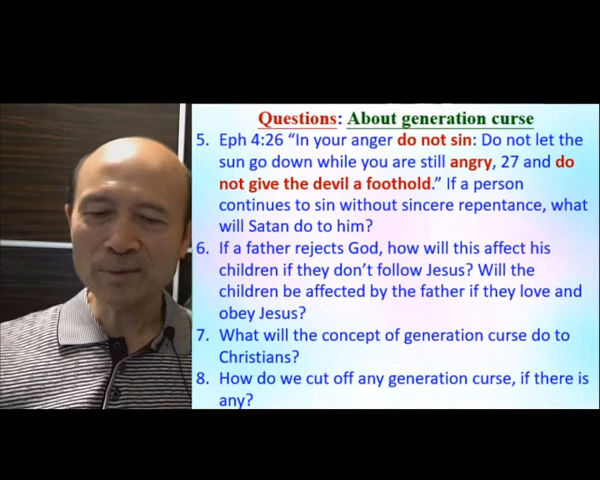 Questions: About generation curse
5. Eph 4:26 “In your anger do not sin: Do not let the
sun go down while you are still angry, 27 and do
not give the devil a foothold.” If a person
continues to sin without sincere repentance, what
will Satan do to him?
6. If a father rejects God, how will this affect his
children if they don’t follow Jesus? Will the
children be affected by the father if they love and
obey Jesus?
7. What will the concept of generation curse do to
Christians?
8. How do we cut off any generation curse, if there is
any?